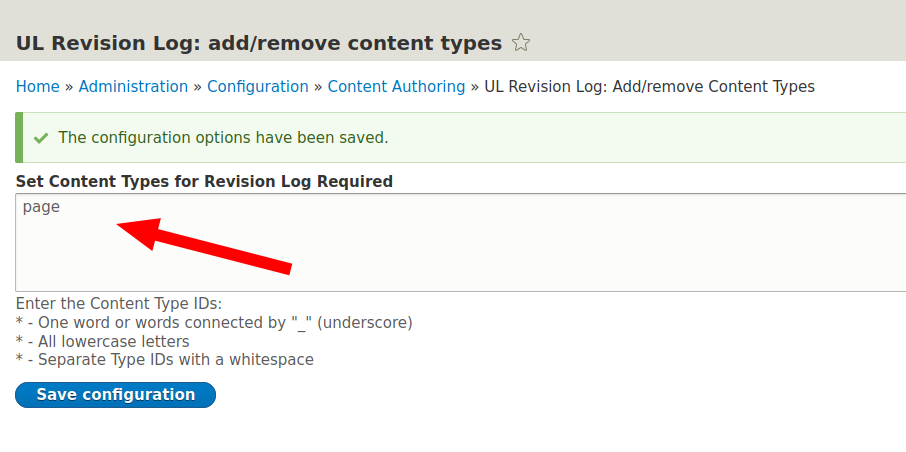 UL Revision Log: add/remove content types
Home » Administration » Configuration » Content Authoring » UL Revision Log: Add/remove Content Types
The configuration options have been saved.
Set Content Types for Revision Log Required
page
Enter the Content Type IDs:
* - One word or words connected by "_" (underscore)
* - All lowercase letters
* - Separate Type IDs with a whitespace
Save configuration